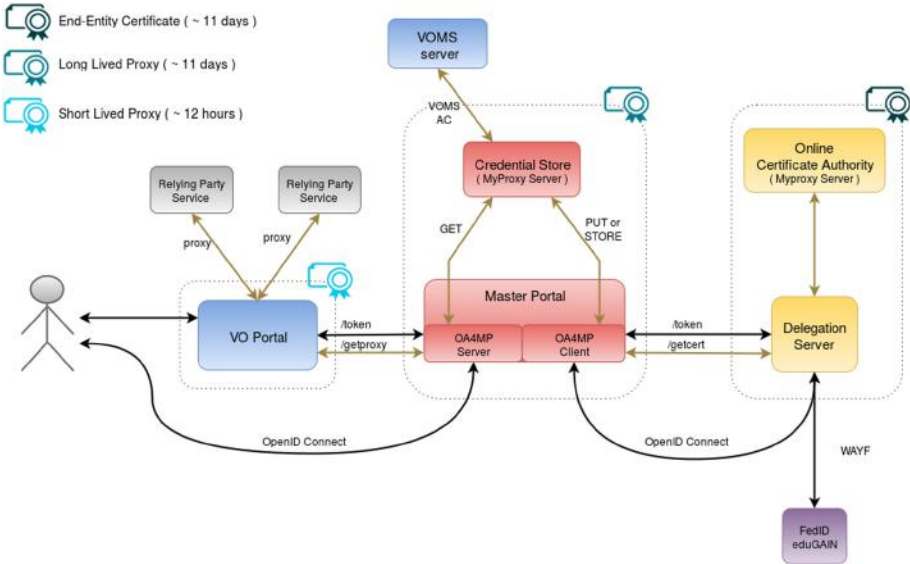 End-Entity Certificate ( ~ 11 days )
Long Lived Proxy ( ~ 11 days )
Short Lived Proxy ( ~ 12 hours )
VOMS
server
VOMS
AC
Credential Store
( MyProxy Server )
Online
Certificate Authority
( Myproxy Server )
Relying Party
Service
Relying Party
Service
proxy
proxy
GET
PUT or
STORE
Master Portal
VO Portal
/token
/getproxy
OA4MP
Server
OA4MP
Client
/token
/getcert
Delegation
Server
OpenID Connect
OpenID Connect
WAYF
FedID
eduGAIN